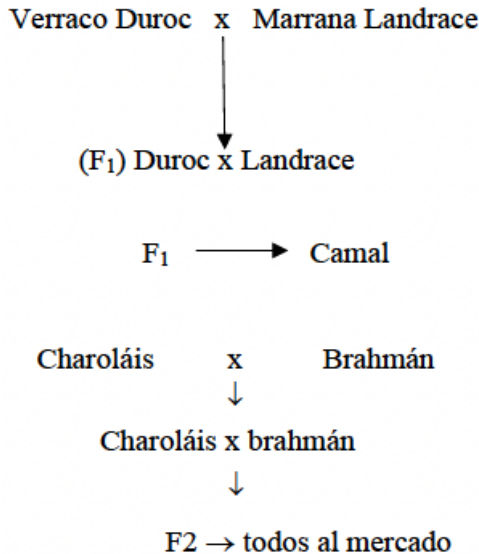 Verraco Duroc x Marrana Landrace
(F₁) Duroc x Landrace
F₁ → Camal
Charoláis x Brahmán
↓
Charoláis x brahmán
↓
F2 → todos al mercado